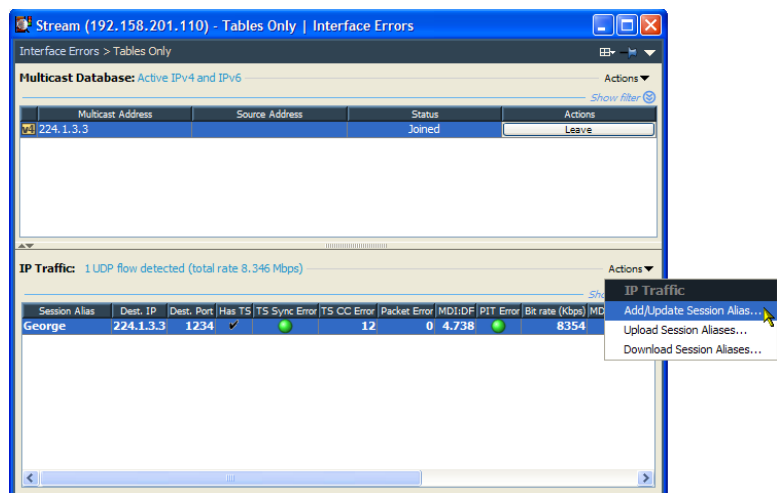 Stream (192.158.201.110) - Tables Only | Interface Errors
Interface Errors > Tables Only
Multicast Database: Active IPv4 and IPv6
Actions
Show filter
Multicast Address Source Address Status Actions
v4 224.1.3.3 Joined Leave
IP Traffic: 1 UDP flow detected (total rate 8.346 Mbps)
Actions
Session Alias Dest. IP Dest. Port Has TS TS Sync Error TS CC Error Packet Error MDI:DF PIT Error Bit rate (Kbps)
George 224.1.3.3 1234 12 0 4.738 8354
IP Traffic
Add/Update Session Alias...
Upload Session Aliases...
Download Session Aliases...